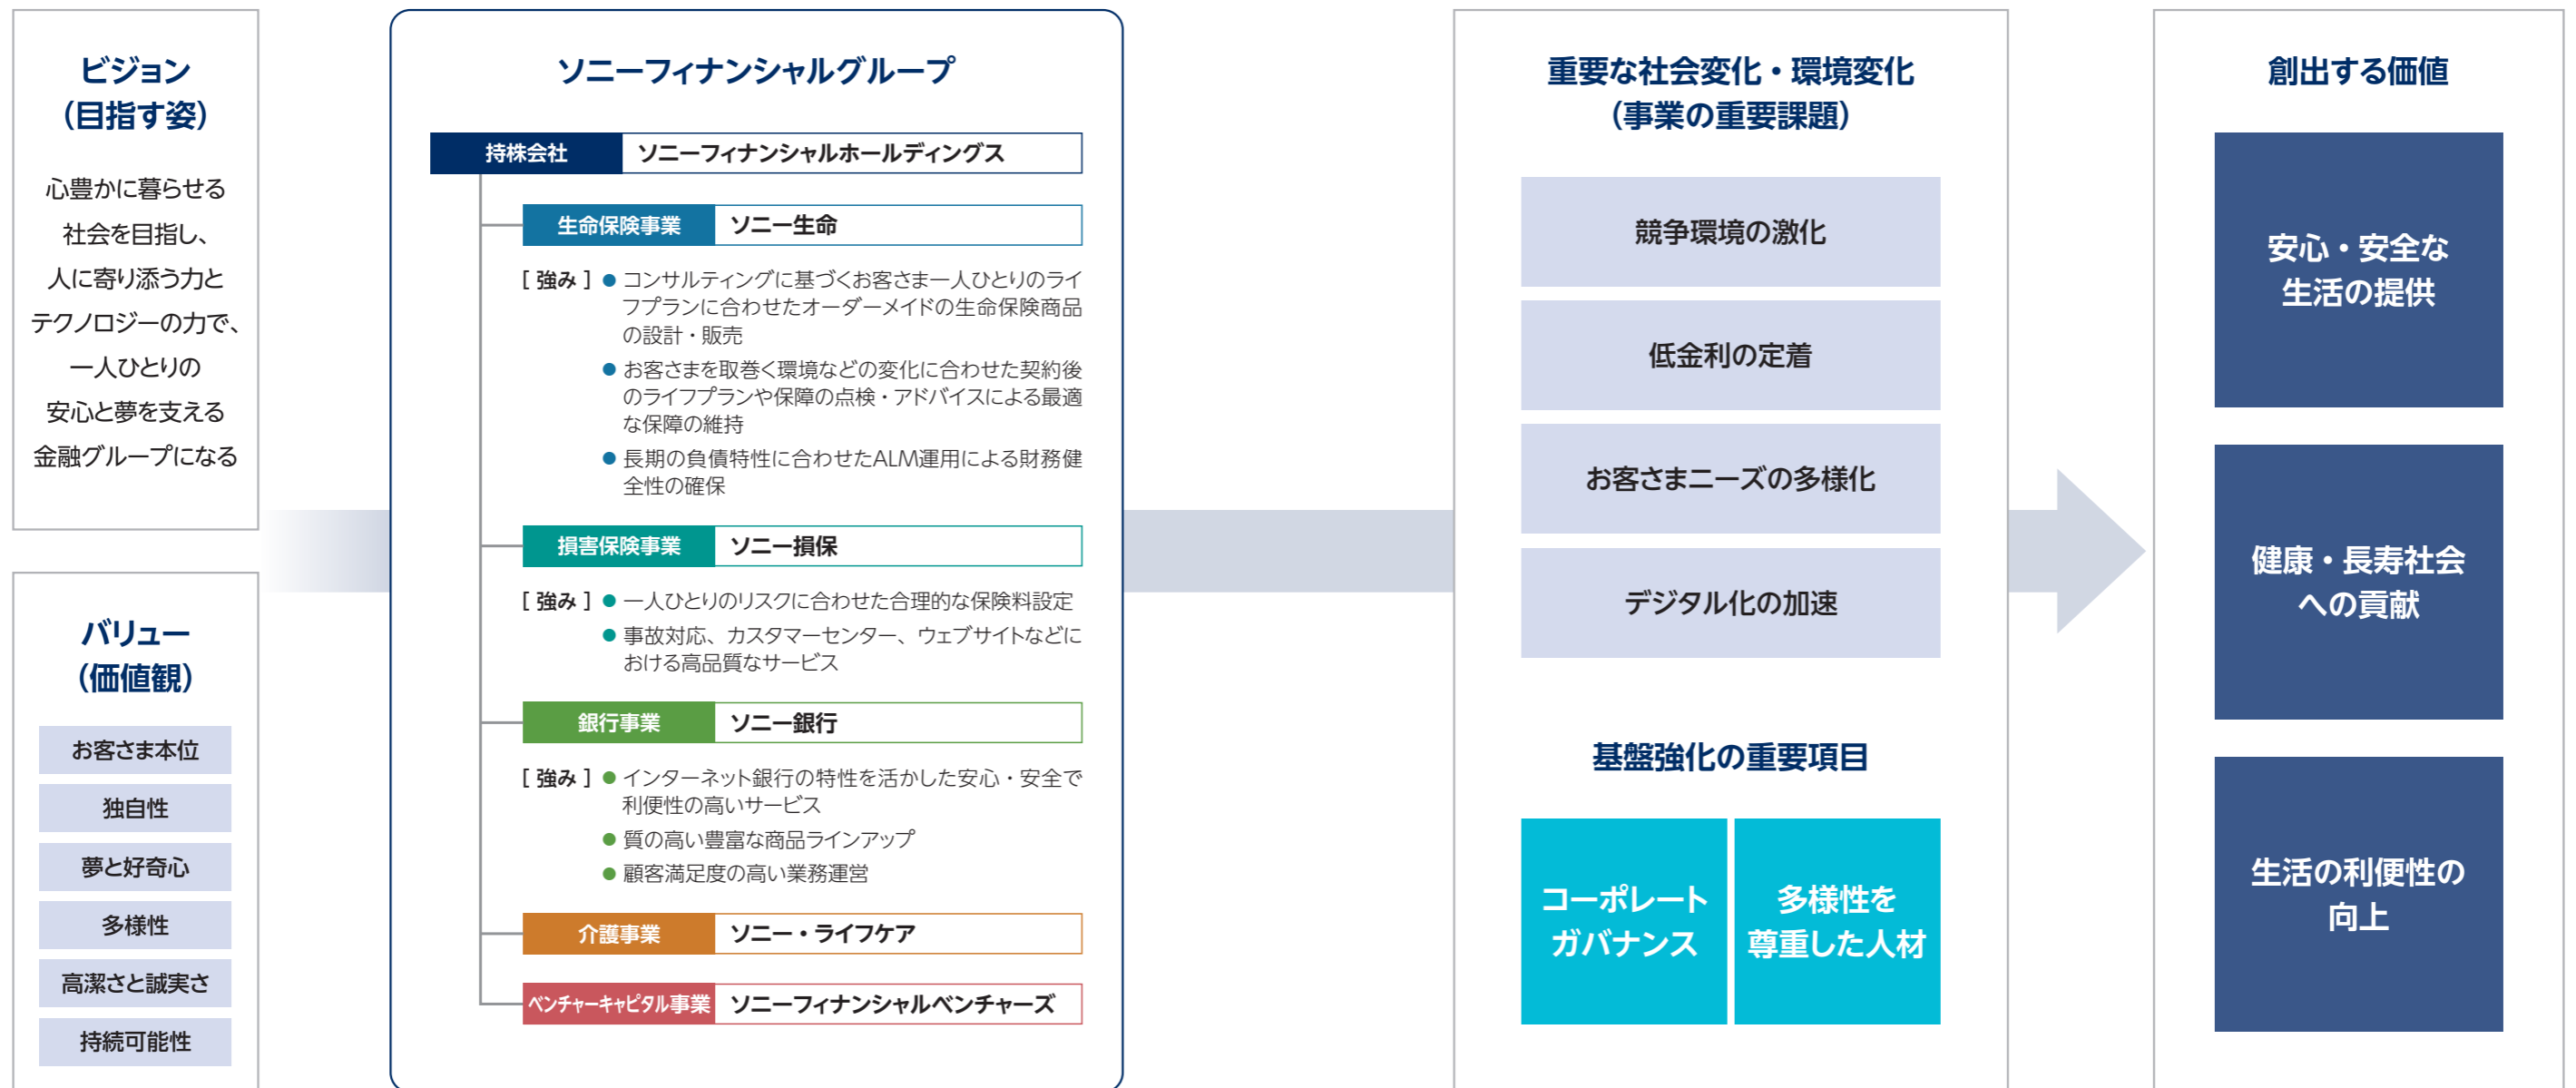 ビジョン
（目指す姿）
心豊かに暮らせる
社会を目指し、
人に寄り添う力と
テクノロジーの力で、
一人ひとりの
安心と夢を支える
金融グループになる
バリュー
（価値観）
お客さま本位
独自性
夢と好奇心
多様性
高潔さと誠実さ
持続可能性
ソニーフィナンシャルグループ
持株会社 ソニーフィナンシャルホールディングス
生命保険事業 ソニー生命
［強み］● コンサルティングに基づくお客さま一人ひとりのライ
フプランに合わせたオーダーメイドの生命保険商品
の設計・販売
● お客さまを取巻く環境などの変化に合わせた契約後
のライフプランや保障の点検・アドバイスによる最適
な保障の維持
● 長期の負債特性に合わせたALM運用による財務健
全性の確保
損害保険事業 ソニー損保
［強み］● 一人ひとりのリスクに合わせた合理的な保険料設定
● 事故対応、カスタマーセンター、ウェブサイトなどに
おける高品質なサービス
銀行事業 ソニー銀行
［強み］● インターネット銀行の特性を活かした安心・安全で
利便性の高いサービス
● 質の高い豊富な商品ラインアップ
● 顧客満足度の高い業務運営
介護事業 ソニー・ライフケア
ベンチャーキャピタル事業 ソニーフィナンシャルベンチャーズ
重要な社会変化・環境変化
（事業の重要課題）
競争環境の激化
低金利の定着
お客さまニーズの多様化
デジタル化の加速
基盤強化の重要項目
コーポレート
ガバナンス
多様性を
尊重した人材
創出する価値
安心・安全な
生活の提供
健康・長寿社会
への貢献
生活の利便性の
向上